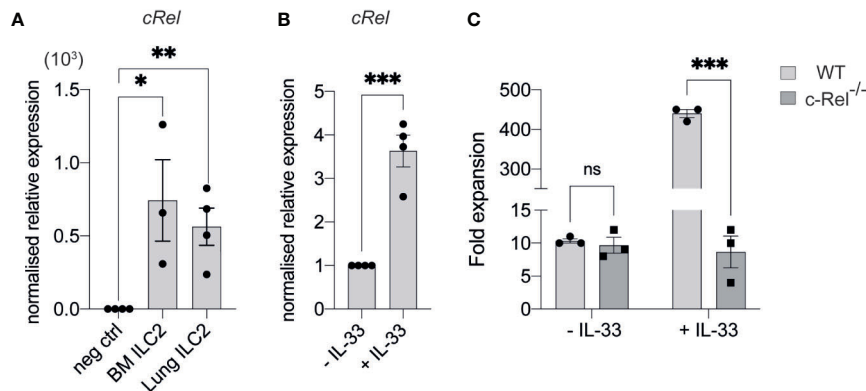 A
cRel
(10³)
normalised relative expression
1.5
1.0
0.5
0.0
*
**
neg ctrl
BM ILC2
Lung ILC2
B
cRel
normalised relative expression
5
4
3
2
1
0
***
- IL-33
+ IL-33
C
Fold expansion
500
400
300
15
10
5
0
ns
***
- IL-33
+ IL-33
WT
c-Rel⁻/⁻